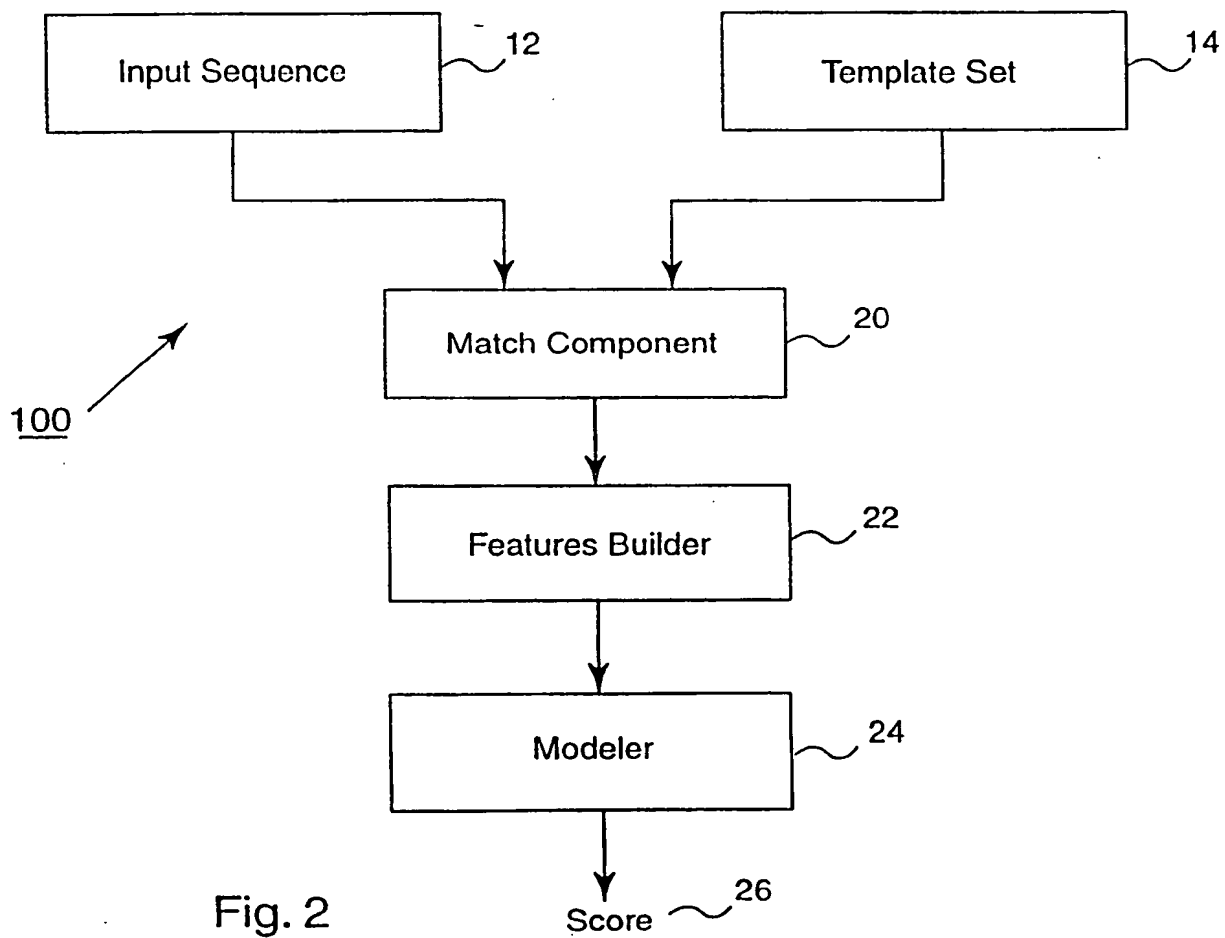 Input Sequence
12
Template Set
14
Match Component
20
100
Features Builder
22
Modeler
24
Score
26
Fig. 2